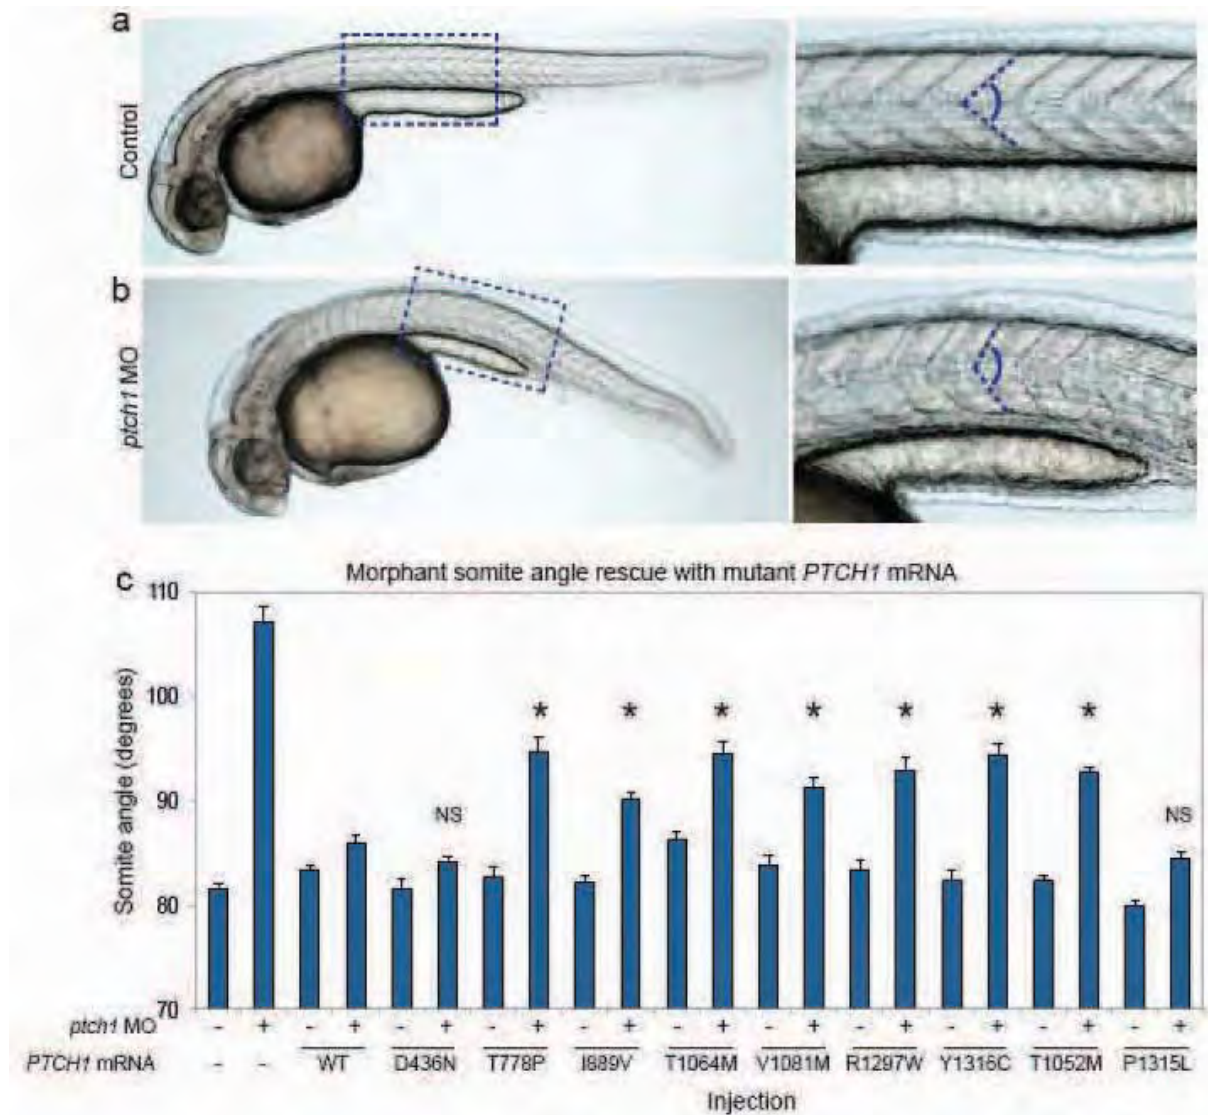 a
Control
b
ptch1 MO
Morphant somite angle rescue with mutant PTCH1 mRNA
c
110
100
90
80
70
Somite angle (degrees)
* * * * * * *
NS NS
ptch1 MO - + - + - + - + - + - + - + - + - + - + - +
PTCH1 mRNA - - WT D436N T778P I889V T1064M V1081M R1297W Y1316C T1052M P1315L
Injection